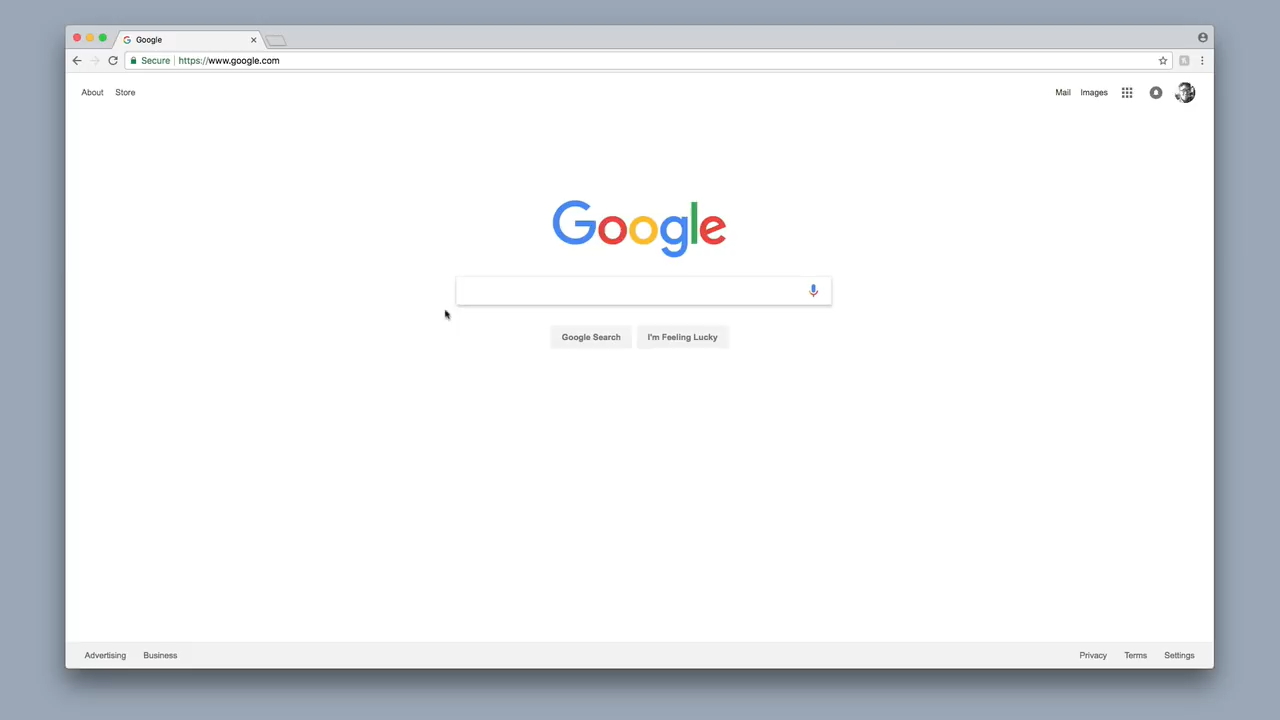 Google
Secure https://www.google.com
About Store Mail Images
Google
Google Search I'm Feeling Lucky
Advertising Business Privacy Terms Settings